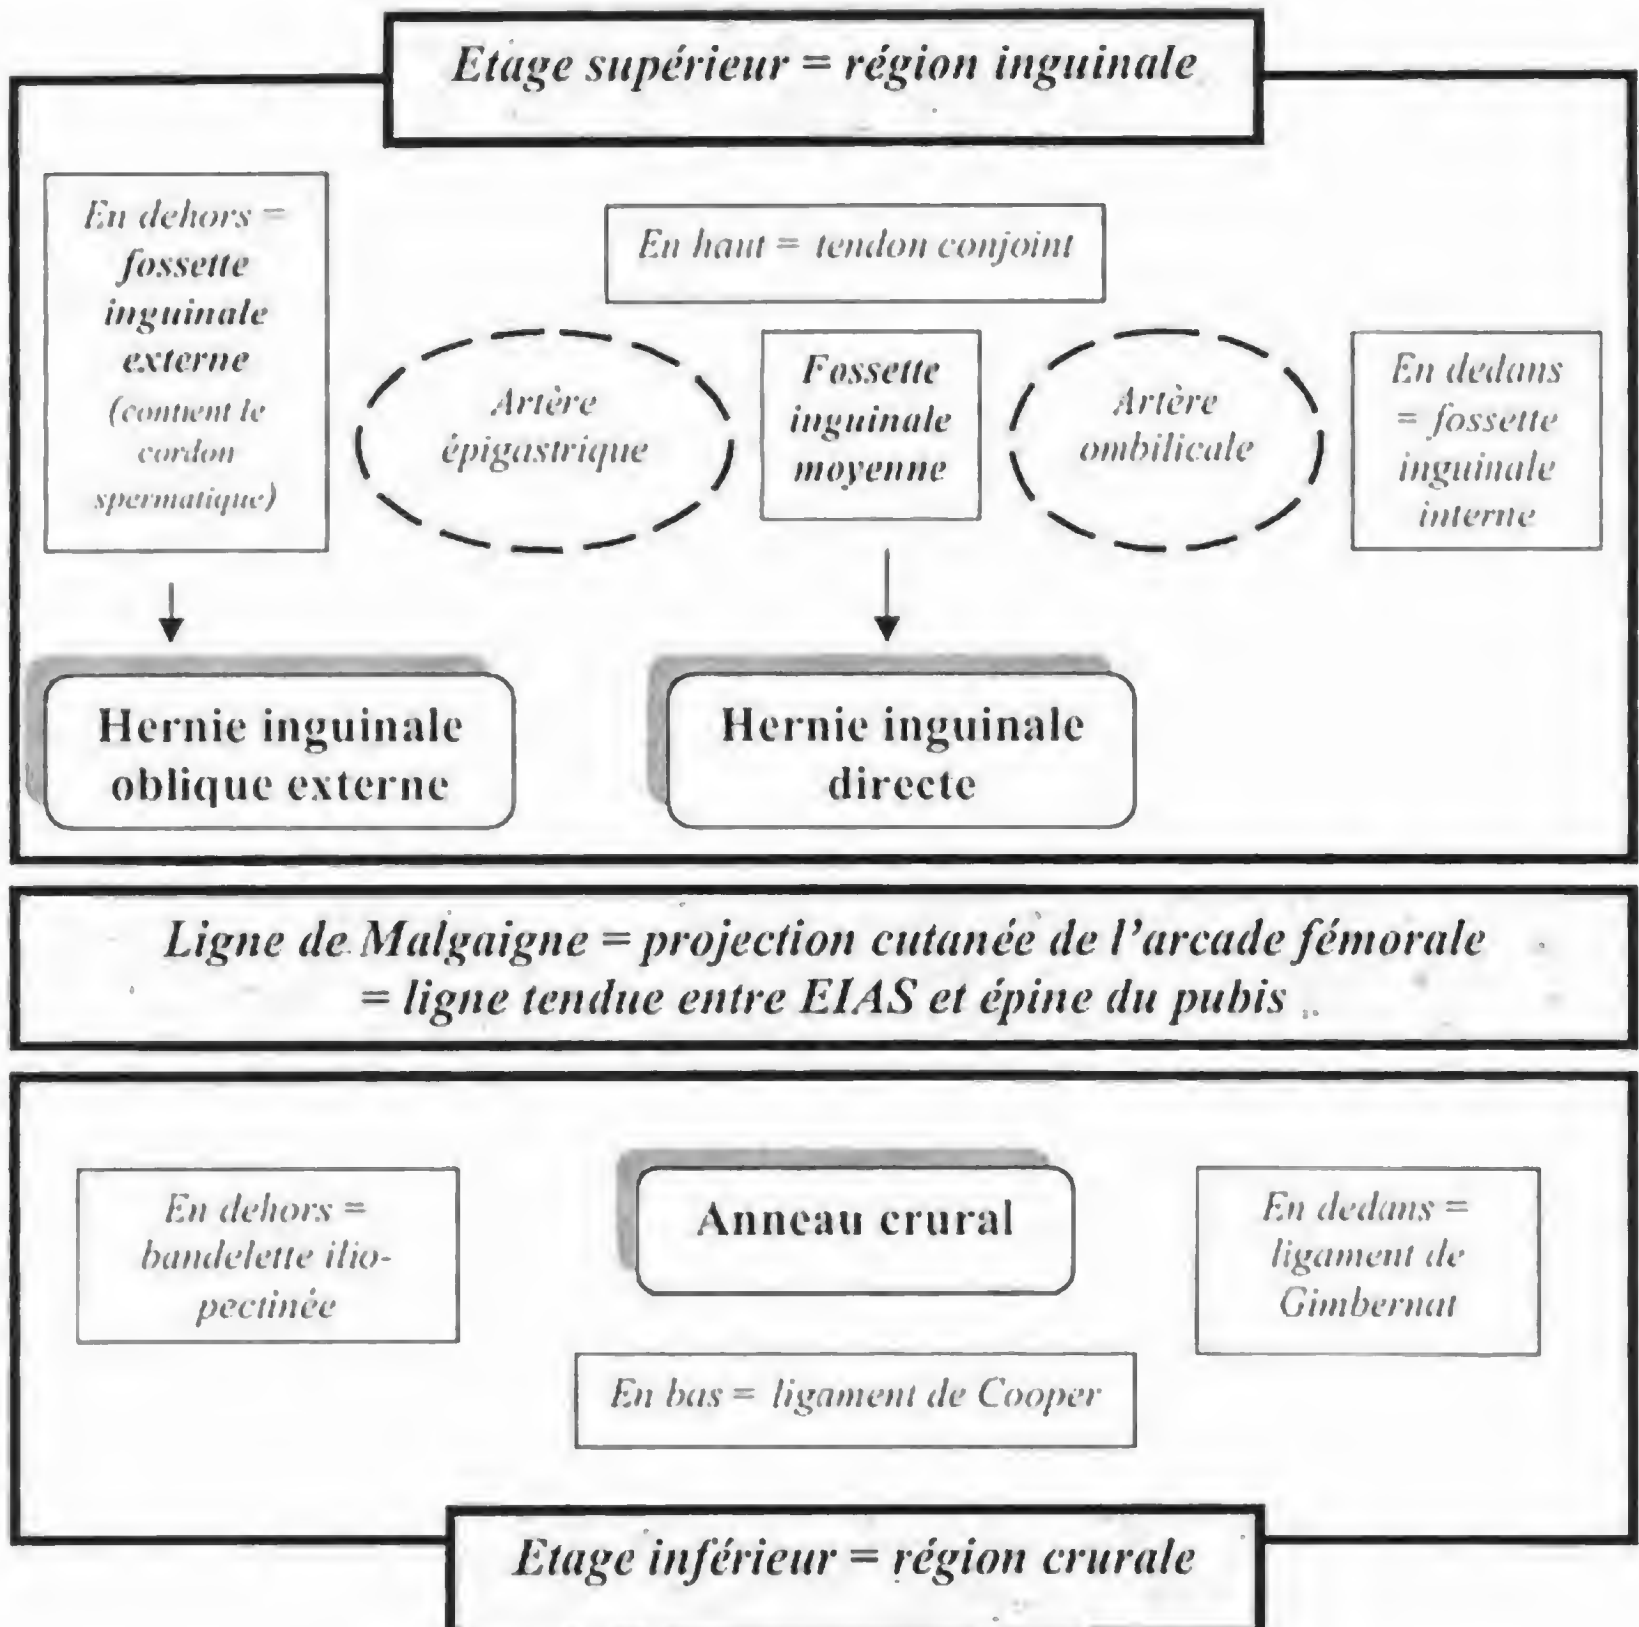 Etage supérieur = région inguinale
En dehors =
fossette
inguinale
externe
(contient le
cordon
spermatique)
En haut = tendon conjoint
Artère
épigastrique
Fossette
inguinale
moyenne
Artère
ombilicale
En dedans
= fossette
inguinale
interne
Hernie inguinale
oblique externe
Hernie inguinale
directe
Ligne de Malgaigne = projection cutanée de l'arcade fémorale
= ligne tendue entre EIAS et épine du pubis
En dehors =
bandelette ilio-
pectinée
Anneau crural
En dedans =
ligament de
Gimbernat
En bas = ligament de Cooper
Etage inférieur = région crurale